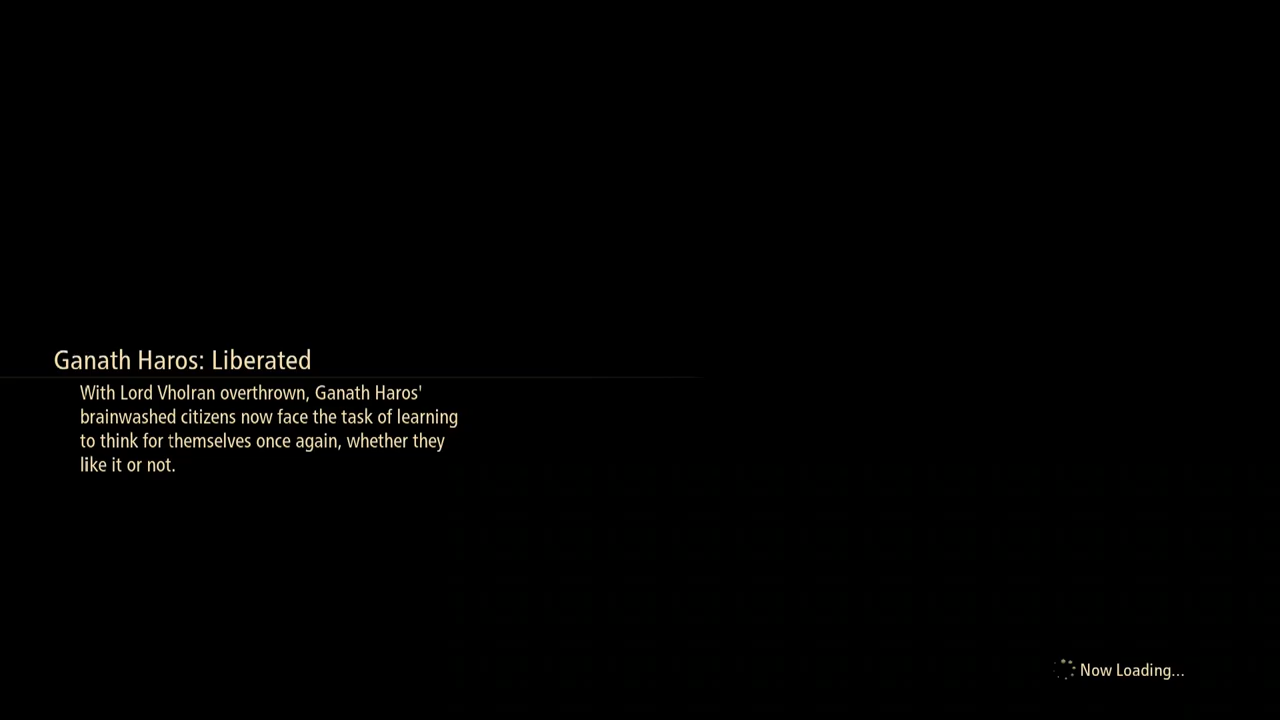 Ganath Haros: Liberated
With Lord Vholran overthrown, Ganath Haros'
brainwashed citizens now face the task of learning
to think for themselves once again, whether they
like it or not.
Now Loading...